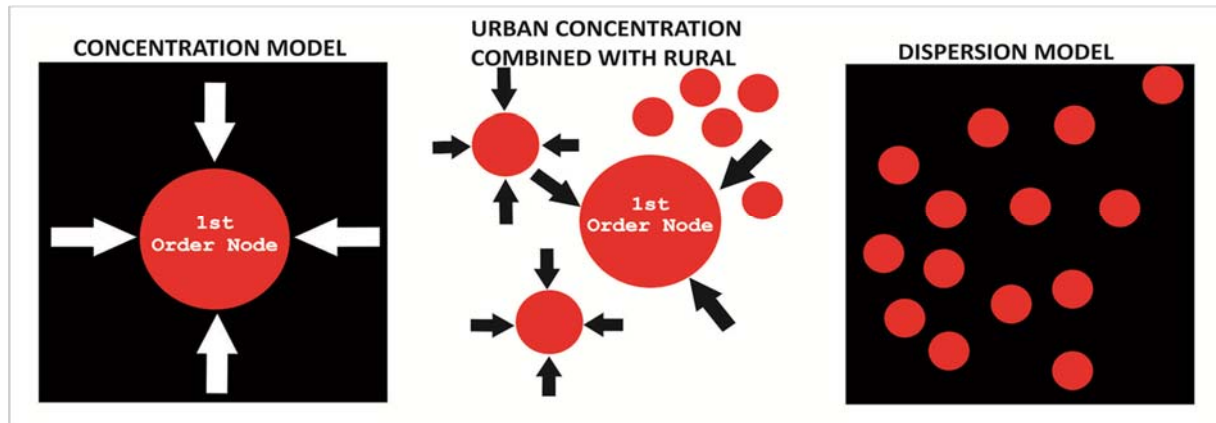 CONCENTRATION MODEL
1st
Order Node
URBAN CONCENTRATION
COMBINED WITH RURAL
1st
Order Node
DISPERSION MODEL